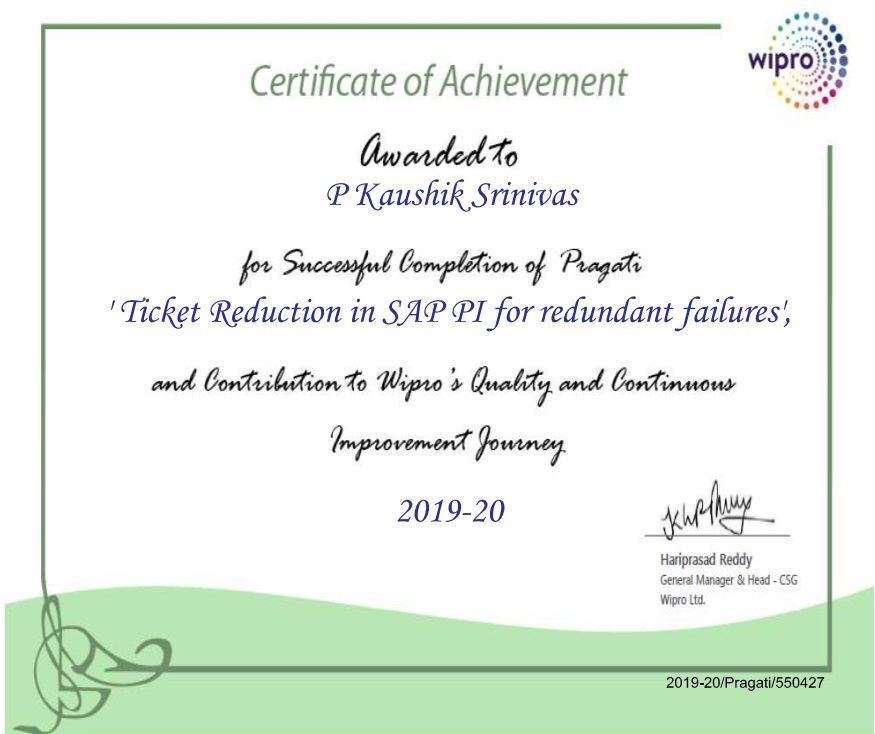 wipro
Certificate of Achievement
Awarded to
P Kaushik Srinivas
for Successful Completion of Pragati
' Ticket Reduction in SAP PI for redundant failures',
and Contribution to Wipro's Quality and Continuous
Improvement Journey
2019-20
Hariprasad Reddy
General Manager & Head - CSG
Wipro Ltd.
2019-20/Pragati/550427